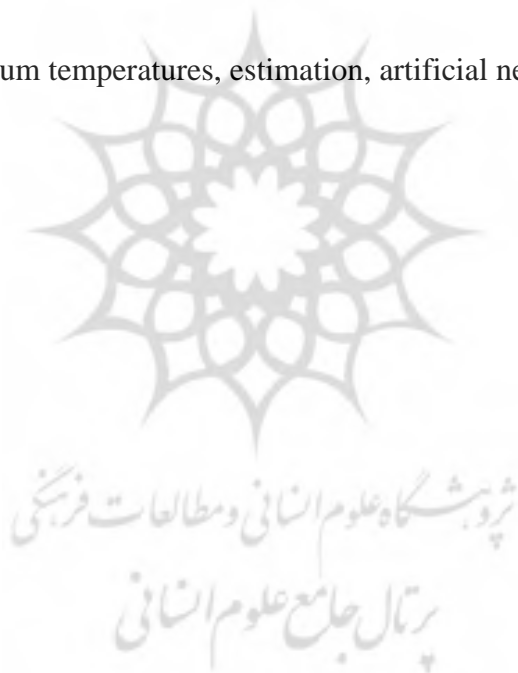 um temperatures, estimation, artificial ne
پژوهشگاه علوم انسانی و مطالعات فرهنگی
پرتال جامع علوم انسانی